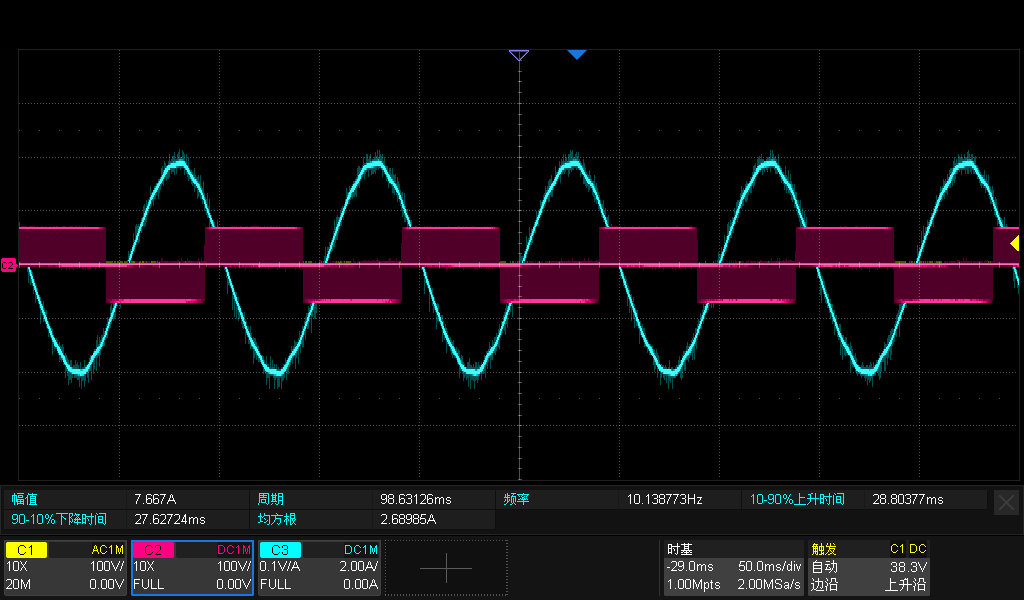 C2
幅值 7.667A 周期 98.63126ms 频率 10.138773Hz 10-90%上升时间 28.80377ms
90-10%下降时间 27.62724ms 均方根 2.68985A
C1 AC1M
10X 100V/
20M 0.00V
C2 DC1M
10X 100V/
FULL 0.00V
C3 DC1M
0.1V/A 2.00A/
FULL 0.00A
时基
-29.0ms 50.0ms/div
1.00Mpts 2.00MSa/s
触发 C1 DC
自动 38.3V
边沿 上升沿